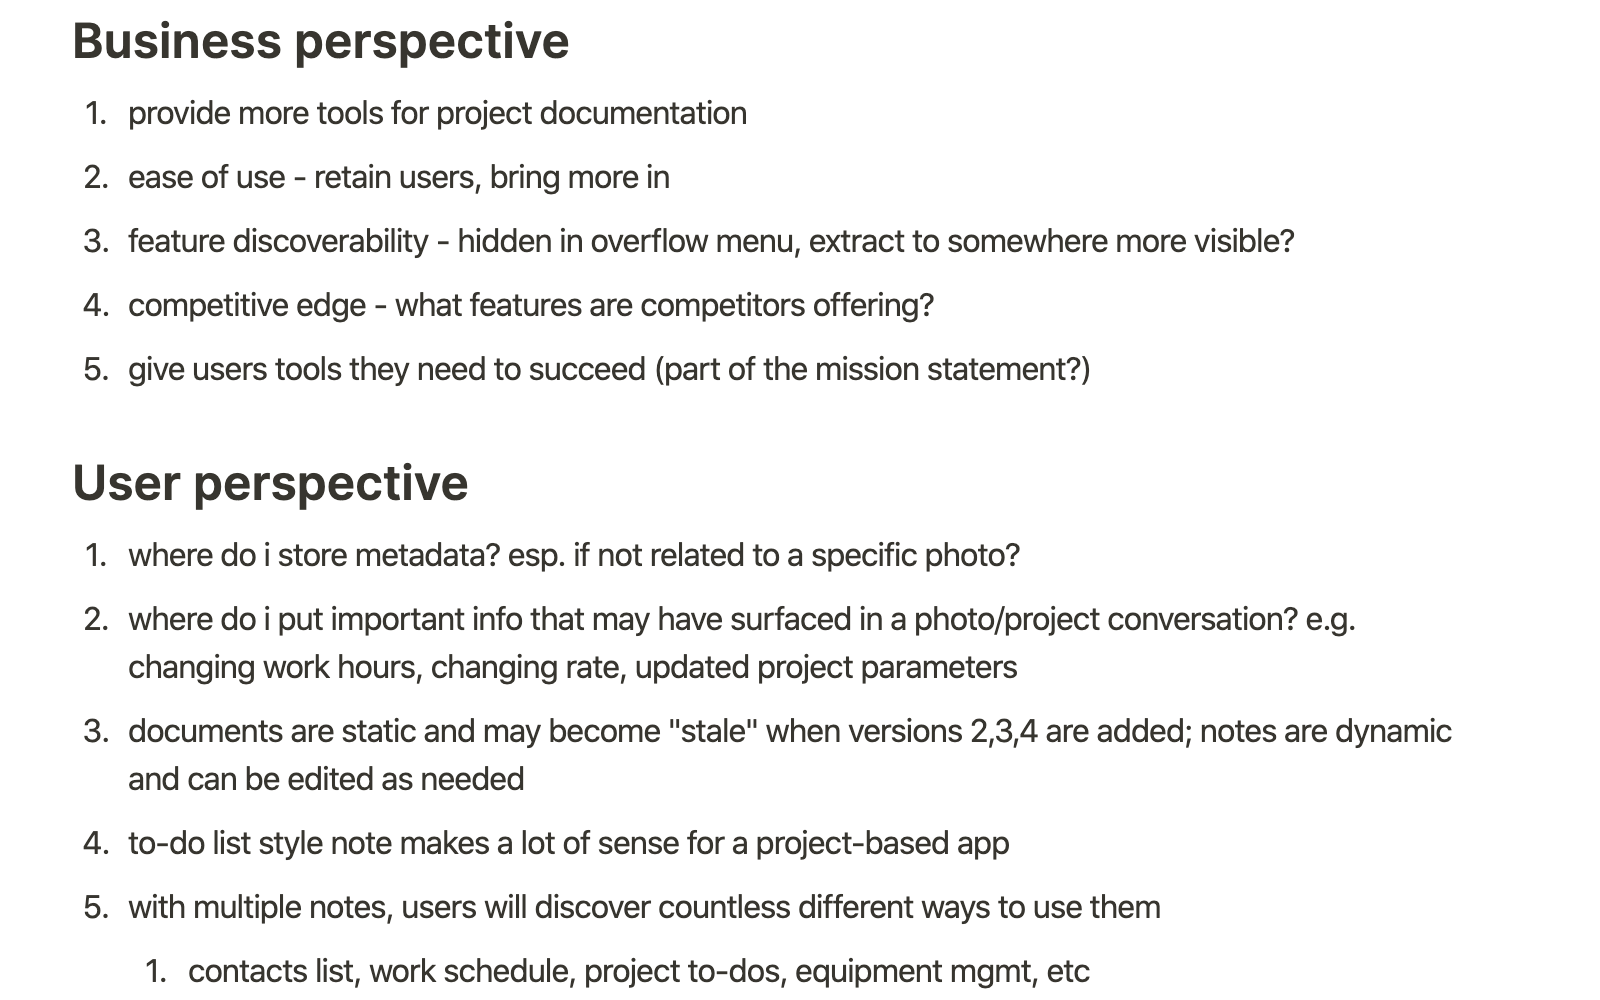 Business perspective
1. provide more tools for project documentation
2. ease of use - retain users, bring more in
3. feature discoverability - hidden in overflow menu, extract to somewhere more visible?
4. competitive edge - what features are competitors offering?
5. give users tools they need to succeed (part of the mission statement?)
User perspective
1. where do i store metadata? esp. if not related to a specific photo?
2. where do i put important info that may have surfaced in a photo/project conversation? e.g.
changing work hours, changing rate, updated project parameters
3. documents are static and may become "stale" when versions 2,3,4 are added; notes are dynamic
and can be edited as needed
4. to-do list style note makes a lot of sense for a project-based app
5. with multiple notes, users will discover countless different ways to use them
1. contacts list, work schedule, project to-dos, equipment mgmt, etc